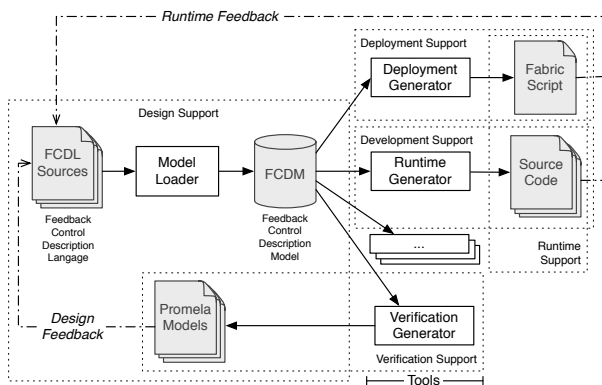 Runtime Feedback
Deployment Support
Deployment
Generator
Fabric
Script
Design Support
FCDL
Sources
Model
Loader
FCDM
Development Support
Runtime
Generator
Source
Code
Feedback
Control
Description
Langage
Feedback
Control
Description
Model
...
Runtime
Support
Design
Feedback
Promela
Models
Verification
Generator
Verification Support
Tools